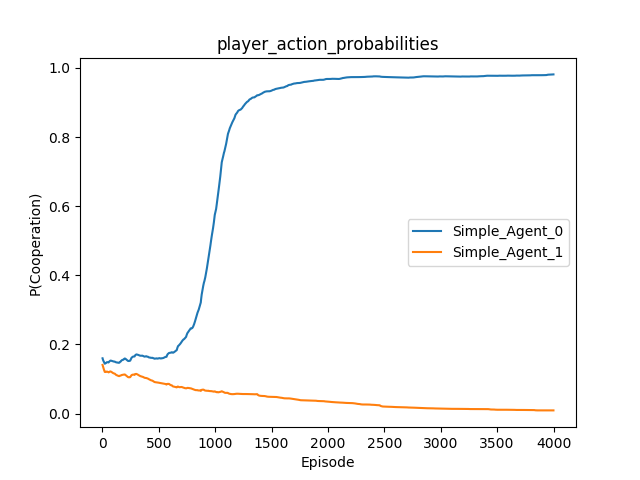 player_action_probabilities
1.0
0.8
0.6
0.4
0.2
0.0
P(Cooperation)
Simple_Agent_0
Simple_Agent_1
0 500 1000 1500 2000 2500 3000 3500 4000
Episode